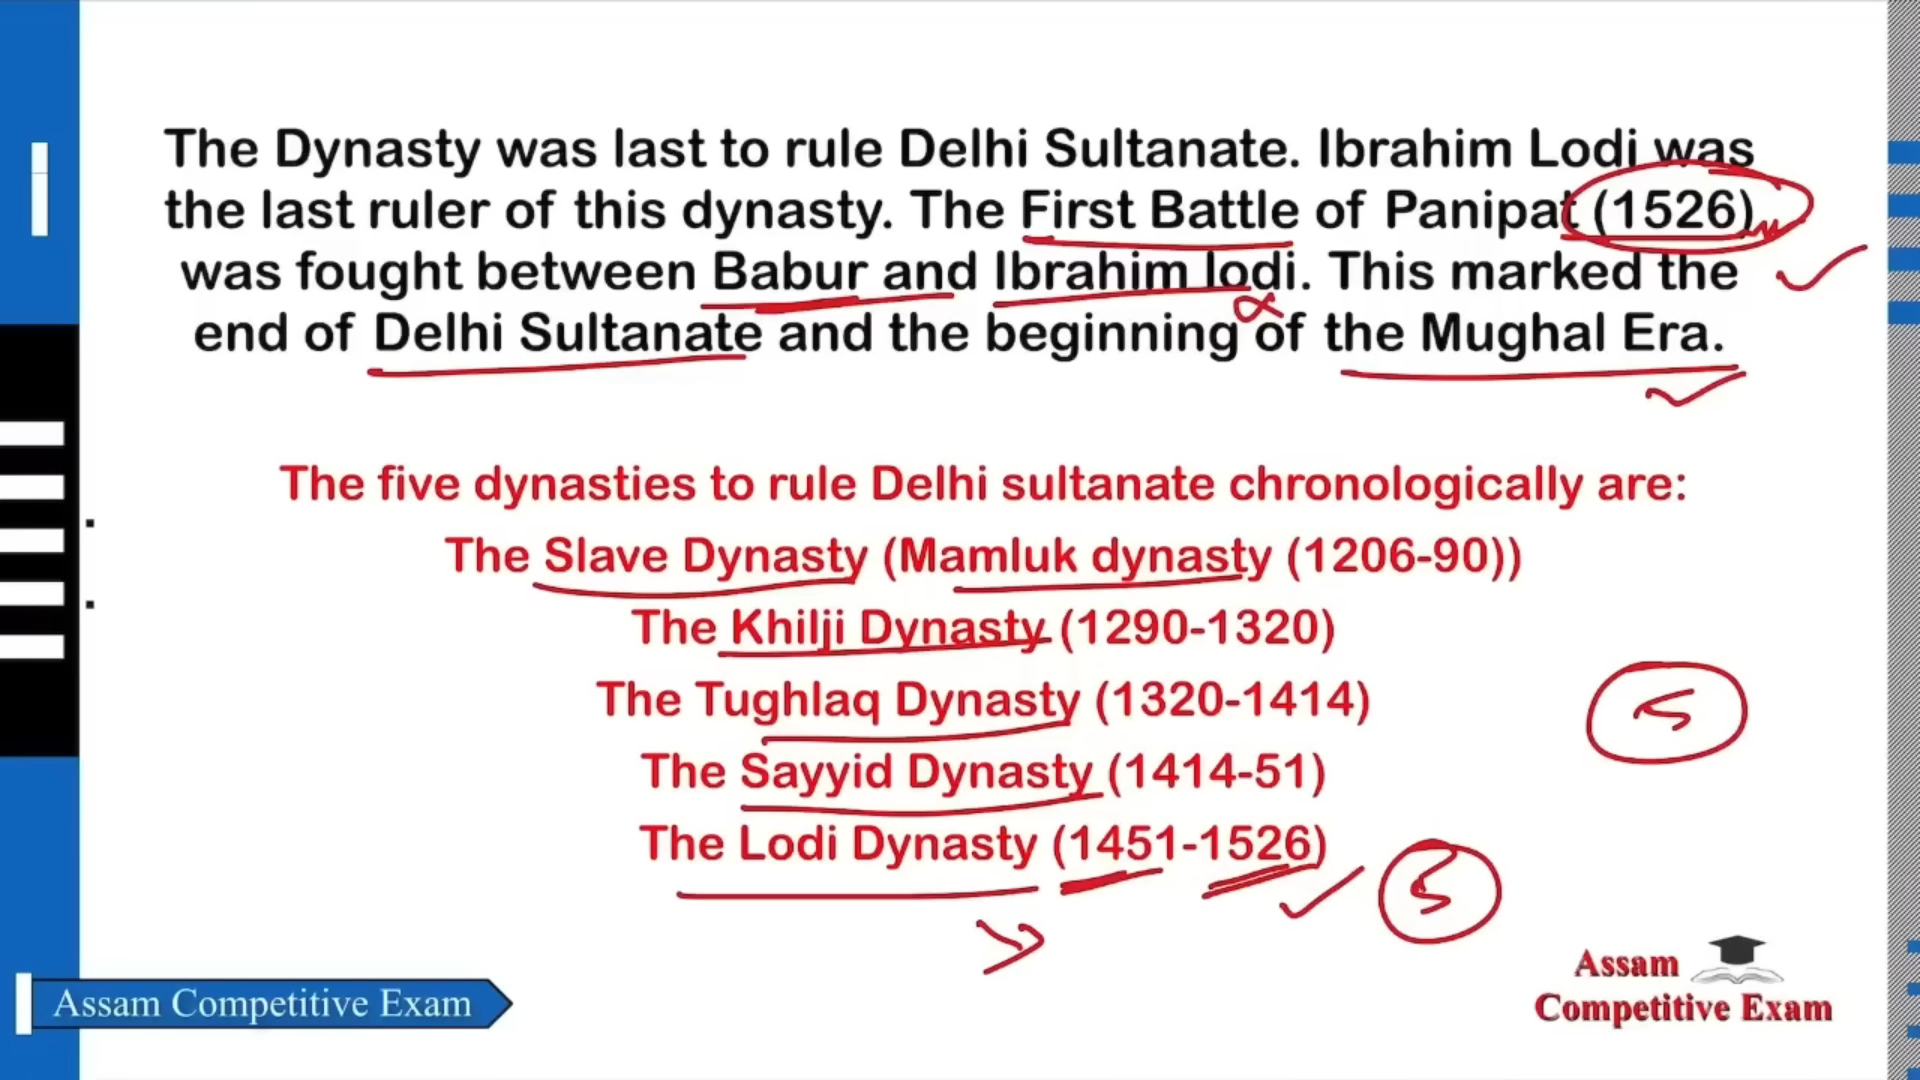 The Dynasty was last to rule Delhi Sultanate. Ibrahim Lodi was
the last ruler of this dynasty. The First Battle of Panipat (1526)
was fought between Babur and Ibrahim lodi. This marked the
end of Delhi Sultanate and the beginning of the Mughal Era.
The five dynasties to rule Delhi sultanate chronologically are:
The Slave Dynasty (Mamluk dynasty (1206-90))
The Khilji Dynasty (1290-1320)
The Tughlaq Dynasty (1320-1414)
The Sayyid Dynasty (1414-51)
The Lodi Dynasty (1451-1526)
Assam Competitive Exam
Assam
Competitive Exam